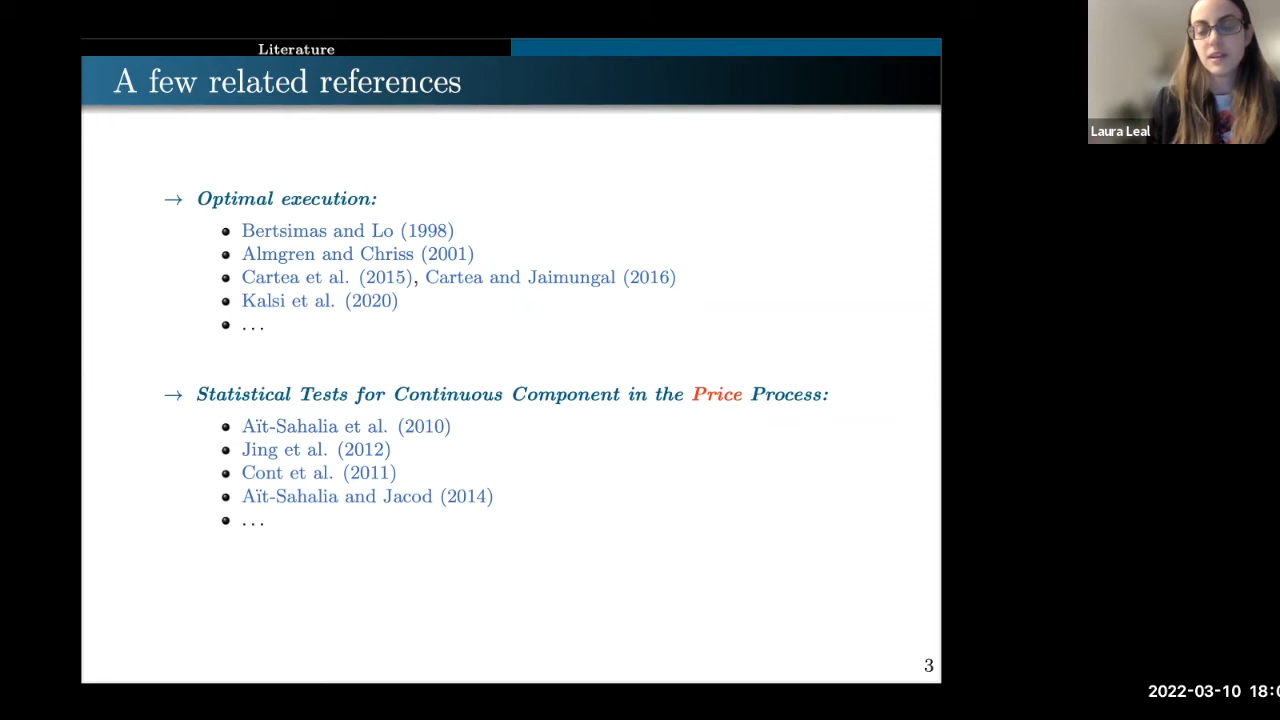 Literature
A few related references
→ Optimal execution:
Bertsimas and Lo (1998)
Almgren and Chriss (2001)
Cartea et al. (2015), Cartea and Jaimungal (2016)
Kalsi et al. (2020)
...
→ Statistical Tests for Continuous Component in the Price Process:
Aït-Sahalia et al. (2010)
Jing et al. (2012)
Cont et al. (2011)
Aït-Sahalia and Jacod (2014)
...
3
Laura Leal
2022-03-10 18:0